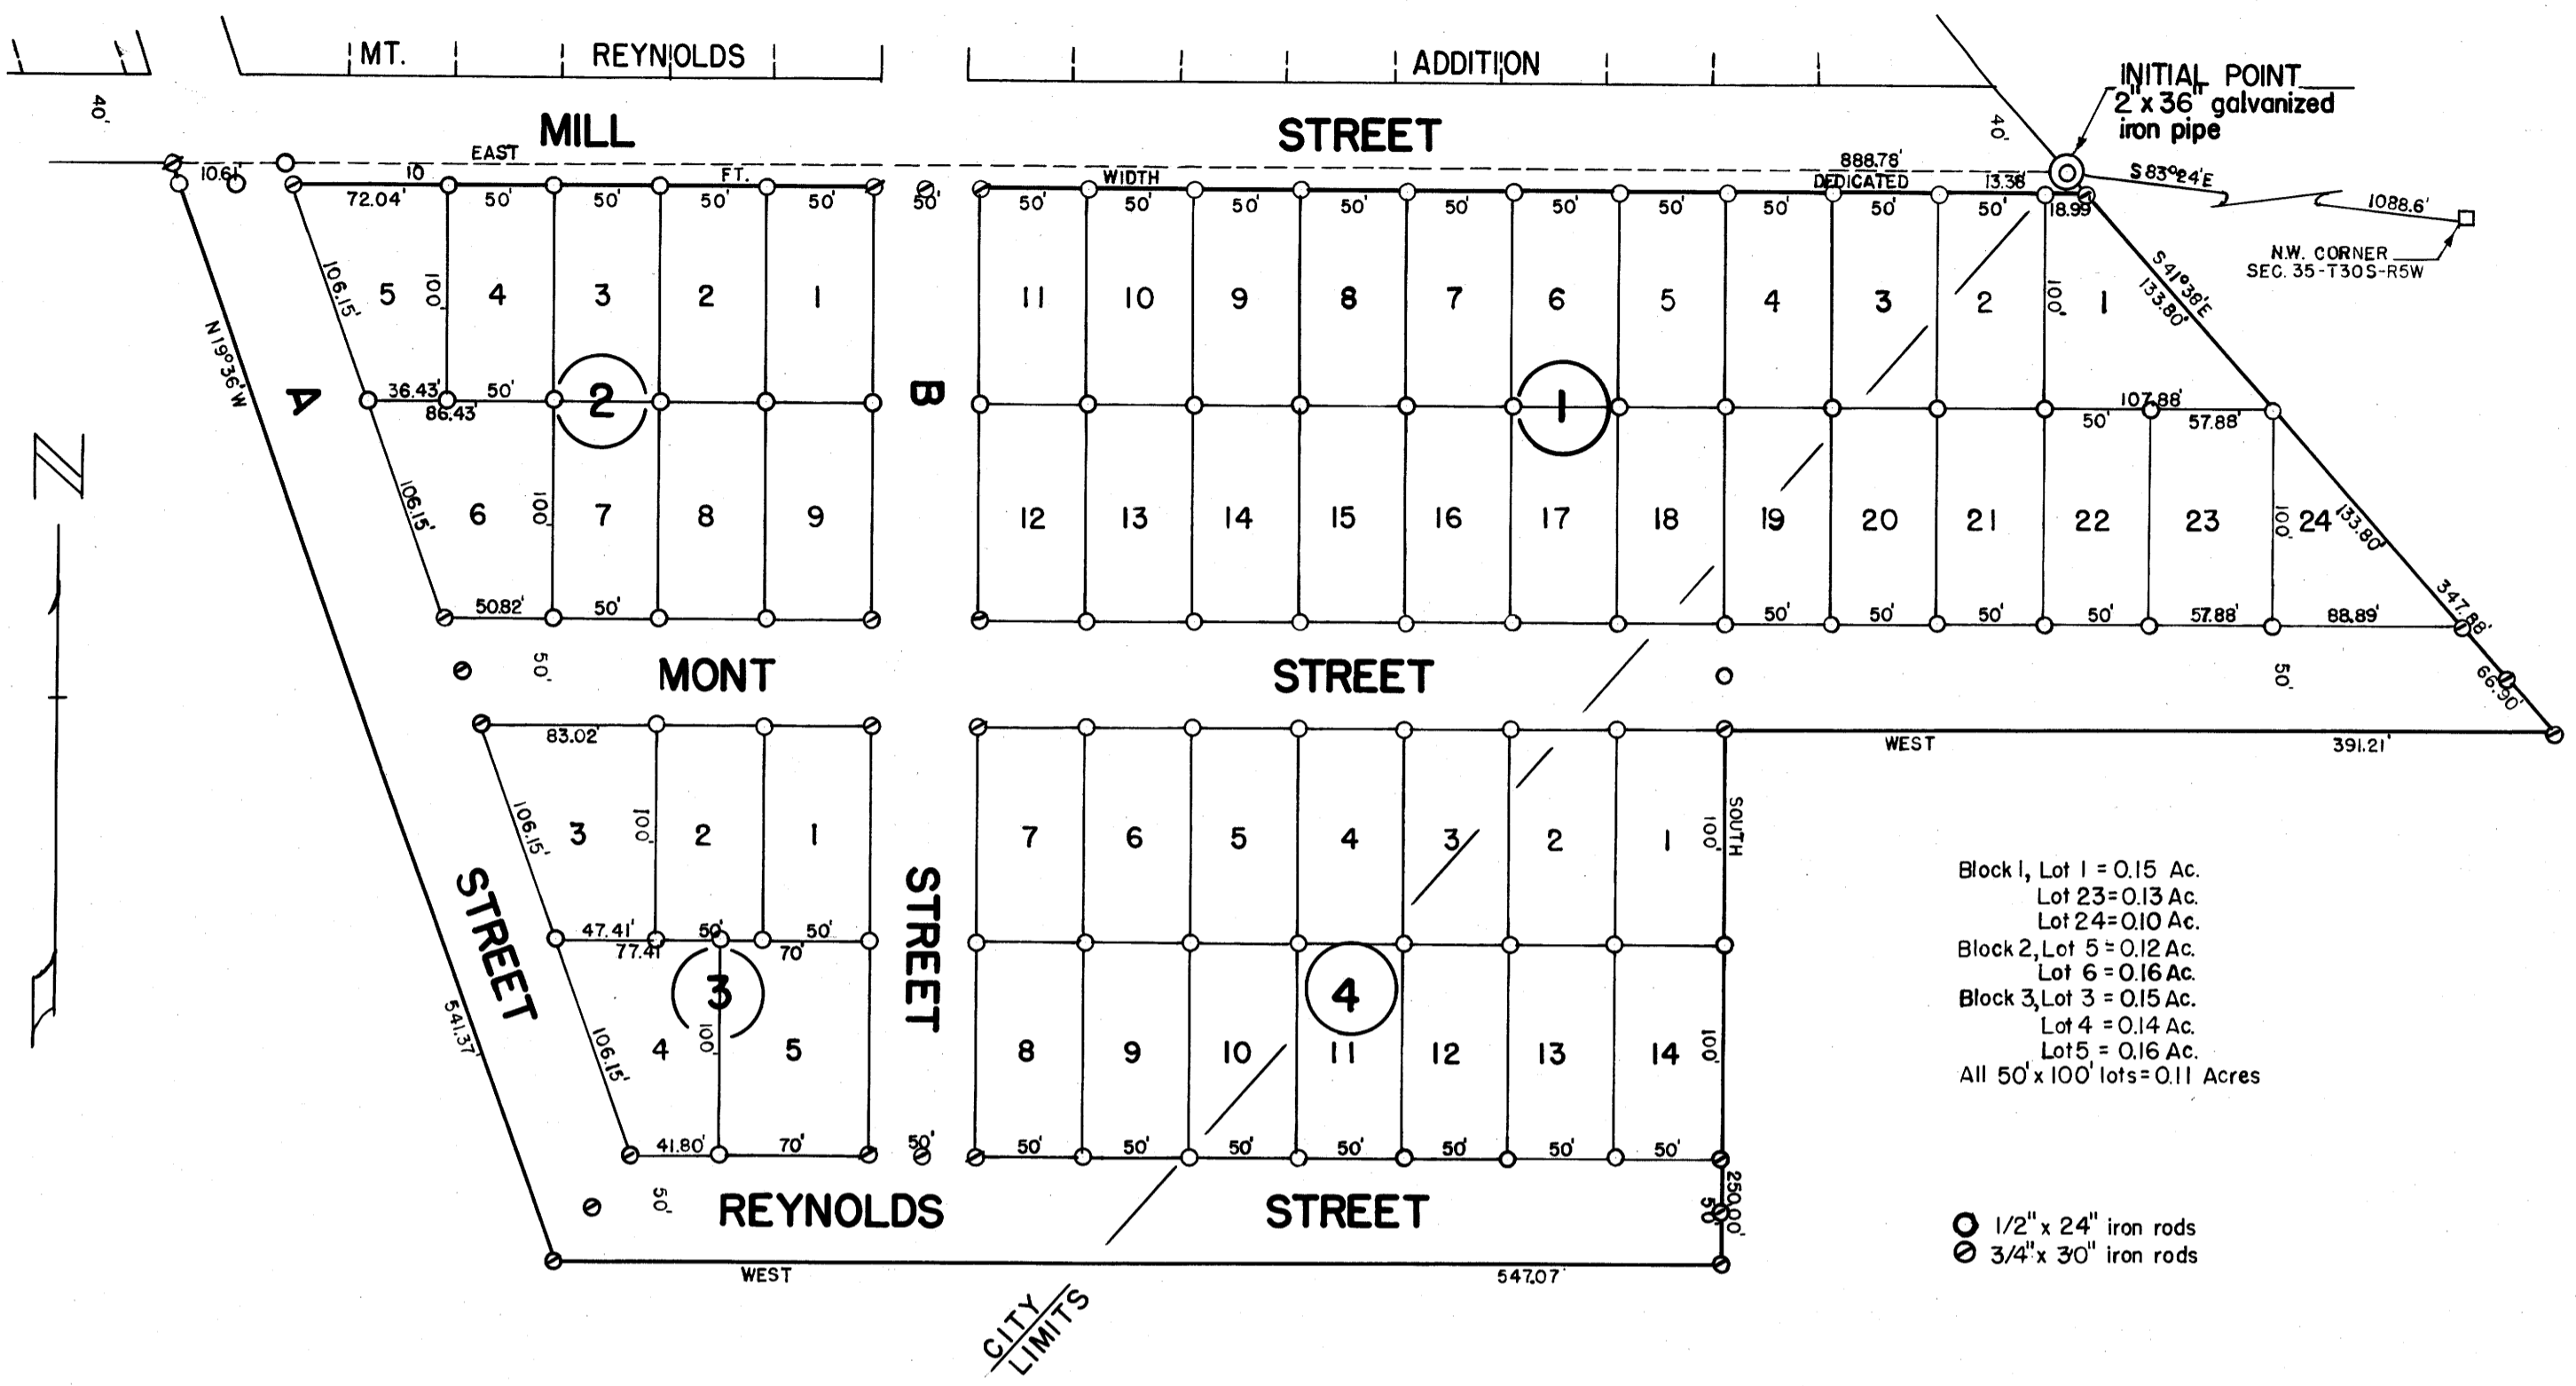 MT. REYNOLDS ADDITION
INITIAL POINT
2"x 36" galvanized
iron pipe
40'
40'
MILL STREET
EAST 888.78'
10.61' 10 FT. WIDTH DEDICATED 13.38'
S 83°24'E 1088.6'
N.W. CORNER
SEC. 35-T30S-R5W
72.04' 50' 50' 50' 50' 50' 50' 50' 50' 50' 50' 50' 50' 50' 50' 50' 18.99'
S 41°38'E
133.80'
106.15' 5 100' 4 3 2 1
11 10 9 8 7 6 5 4 3 2 100' 1
N 19°36'W
A
36.43' 50'
86.43'
2
B
1
107.88'
50' 57.88'
N
106.15' 6 100' 7 8 9
12 13 14 15 16 17 18 19 20 21 22 23 100' 24 133.80'
347.88'
50.82' 50'
50' 50' 50' 50' 57.88' 88.89'
50' MONT STREET 50'
66.90'
83.02'
WEST 391.21'
106.15' 3 100' 2 1
7 6 5 4 3 2 1 100' SOUTH
STREET
STREET
47.41' 50' 50'
77.41' 70'
3
4
541.37'
106.15' 4 100' 5
8 9 10 11 12 13 14 100'
41.80' 70' 50' 50' 50' 50' 50' 50' 50' 50'
50' REYNOLDS STREET 50' 250.00'
WEST 547.07'
CITY
LIMITS
Block 1, Lot 1 = 0.15 Ac.
Lot 23 = 0.13 Ac.
Lot 24 = 0.10 Ac.
Block 2, Lot 5 = 0.12 Ac.
Lot 6 = 0.16 Ac.
Block 3, Lot 3 = 0.15 Ac.
Lot 4 = 0.14 Ac.
Lot 5 = 0.16 Ac.
All 50' x 100' lots = 0.11 Acres
1/2" x 24" iron rods
3/4" x 30" iron rods